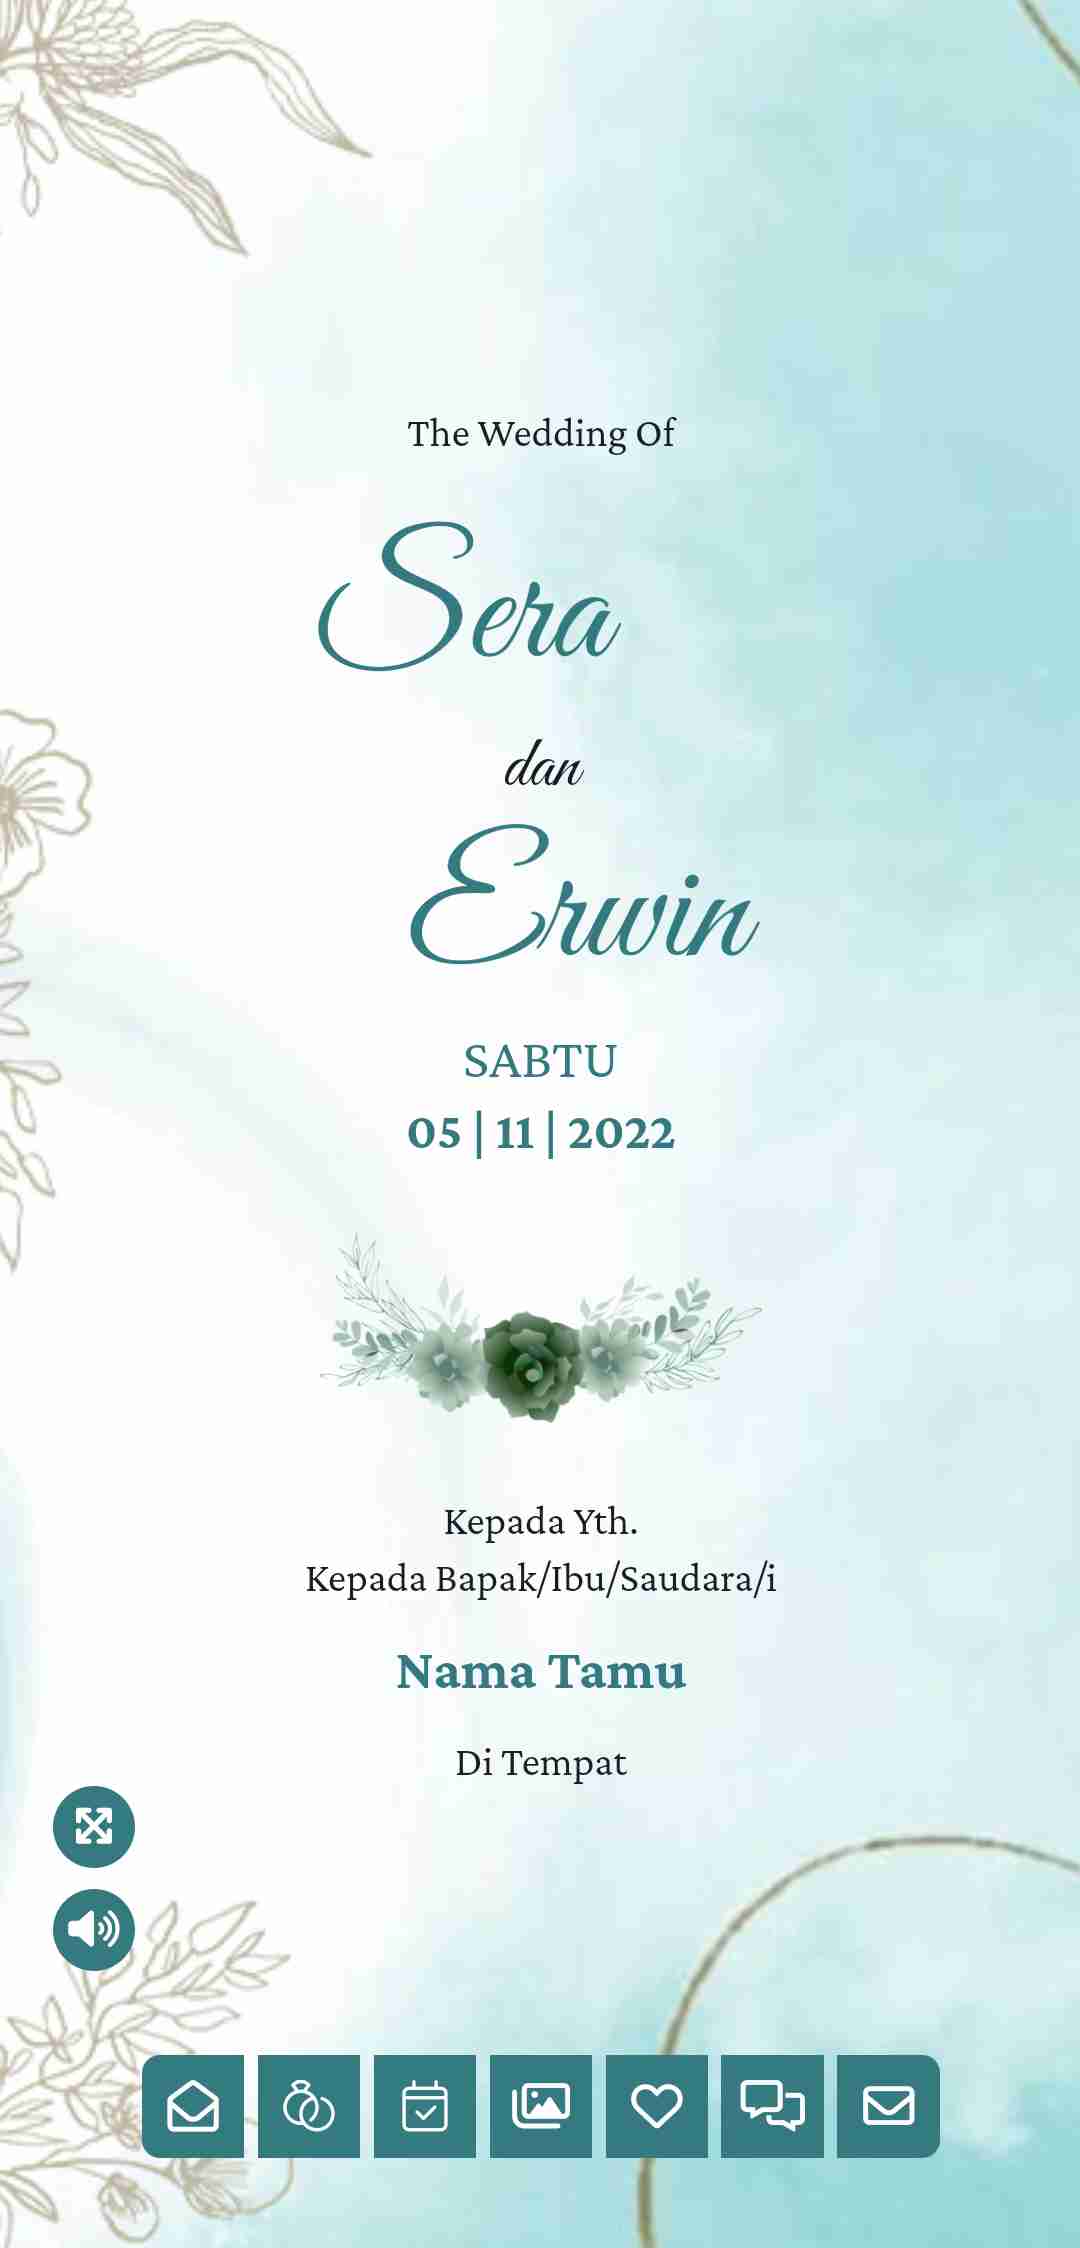 The Wedding Of
Sera
dan
Erwin
SABTU
05 | 11 | 2022
Kepada Yth.
Kepada Bapak/Ibu/Saudara/i
Nama Tamu
Di Tempat